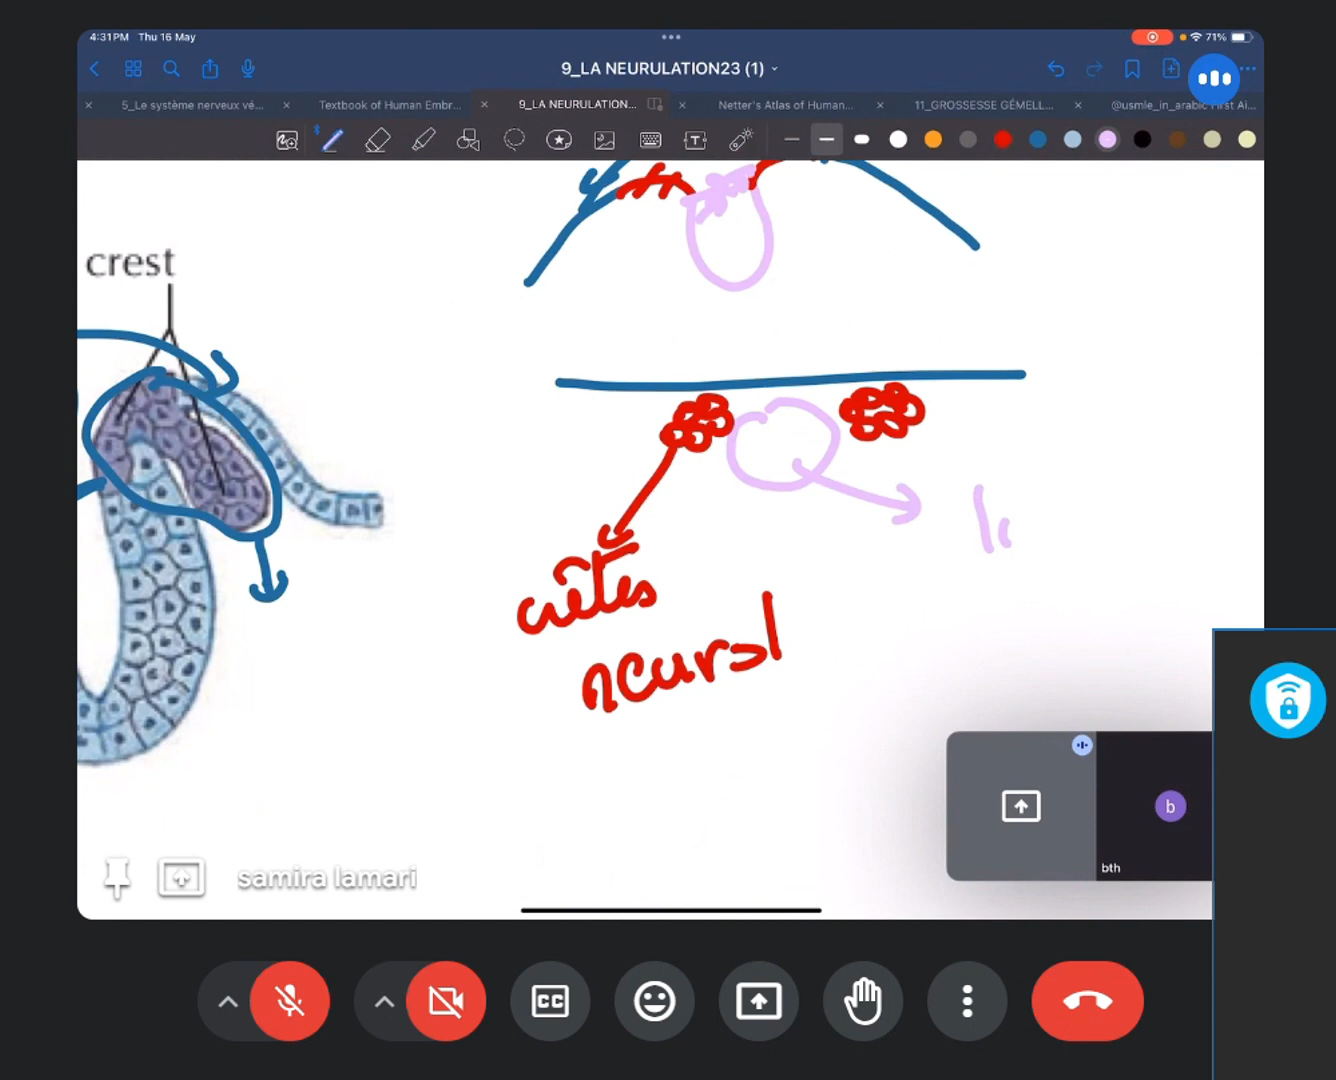 4:31 PM Thu 16 May
71%
9_LA NEURULATION23 (1)
5_Le système nerveux vé...
Textbook of Human Embr...
9_LA NEURULATION...
Netter's Atlas of Human...
11_GROSSESSE GÉMELL...
@usmle_in_arabic First Ai...
T
crest
crêtes
neural
samira lamari
b
bth
CC